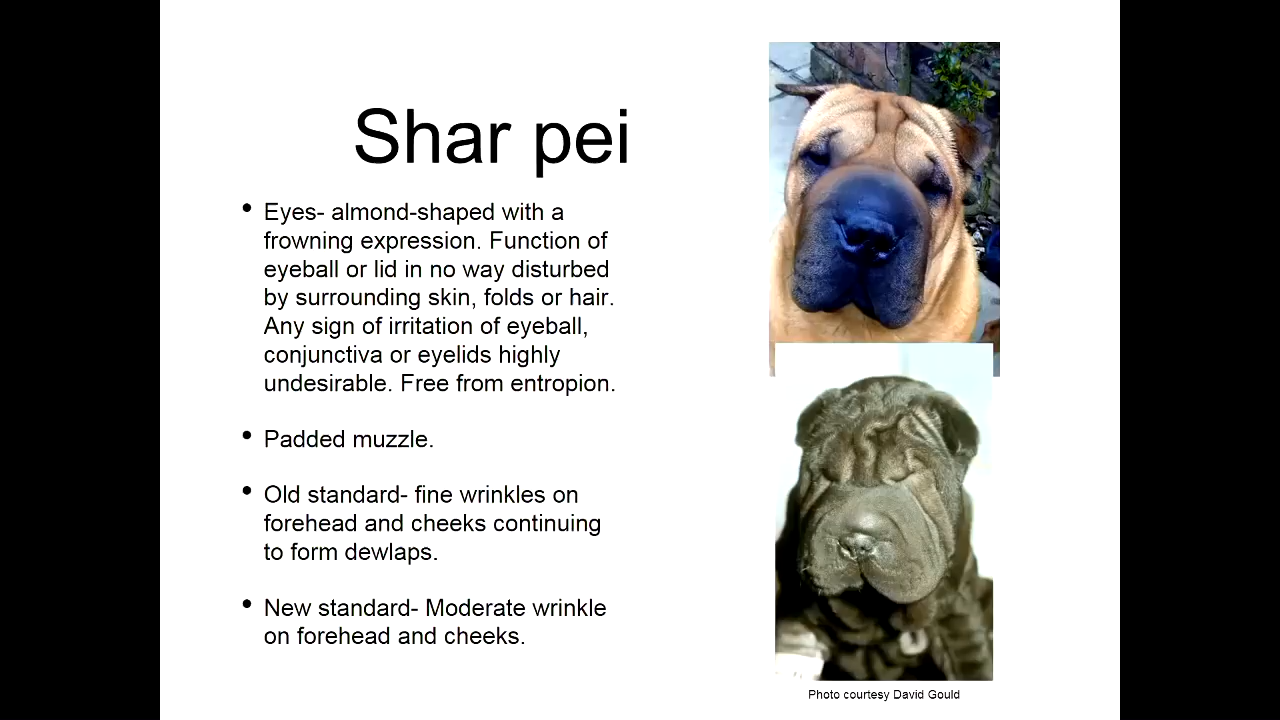 Shar pei
• Eyes- almond-shaped with a
frowning expression. Function of
eyeball or lid in no way disturbed
by surrounding skin, folds or hair.
Any sign of irritation of eyeball,
conjunctiva or eyelids highly
undesirable. Free from entropion.
• Padded muzzle.
• Old standard- fine wrinkles on
forehead and cheeks continuing
to form dewlaps.
• New standard- Moderate wrinkle
on forehead and cheeks.
Photo courtesy David Gould